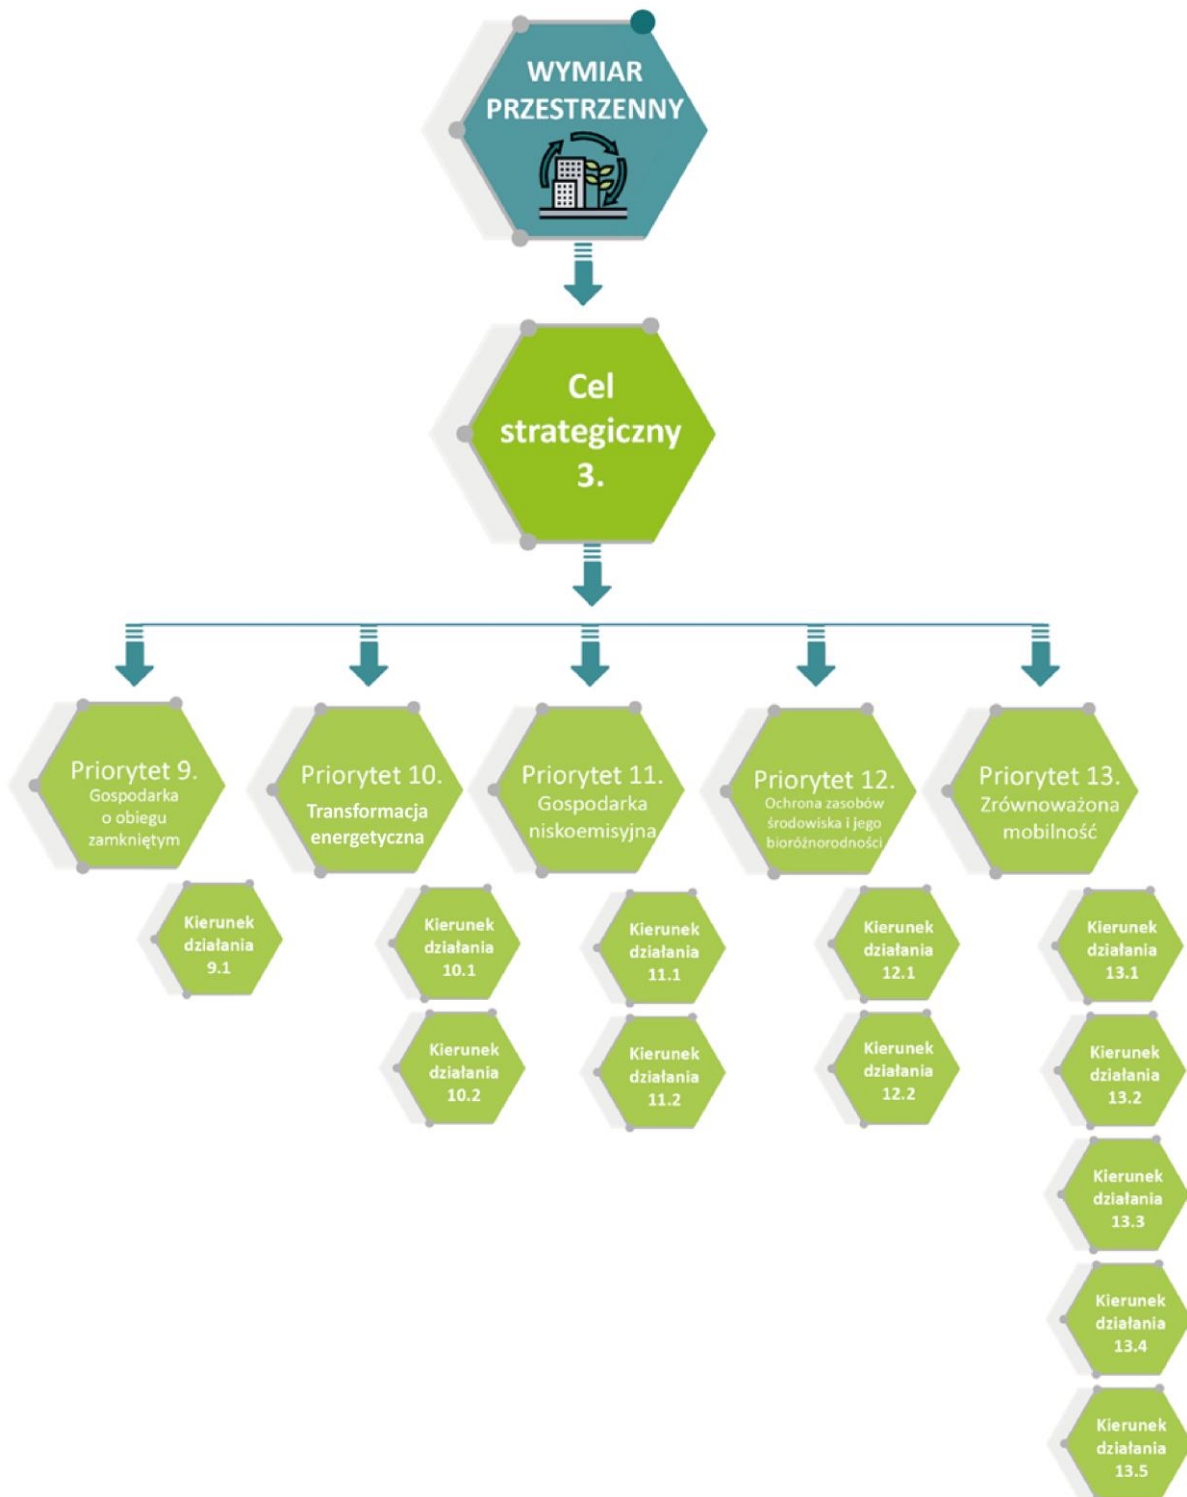 WYMIAR
PRZESTRZENNY
Cel
strategiczny
3.
Priorytet 9.
Gospodarka
o obiegu
zamkniętym
Priorytet 10.
Transformacja
energetyczna
Priorytet 11.
Gospodarka
niskoemisyjna
Priorytet 12.
Ochrona zasobów
środowiska i jego
bioróżnorodności
Priorytet 13.
Zrównoważona
mobilność
Kierunek
działania
9.1
Kierunek
działania
10.1
Kierunek
działania
10.2
Kierunek
działania
11.1
Kierunek
działania
11.2
Kierunek
działania
12.1
Kierunek
działania
12.2
Kierunek
działania
13.1
Kierunek
działania
13.2
Kierunek
działania
13.3
Kierunek
działania
13.4
Kierunek
działania
13.5